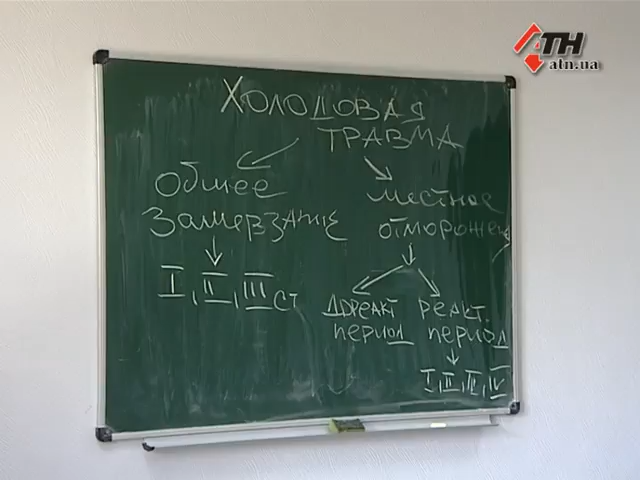 АТН
atn.ua
ХОЛОДОВАЯ
ТРАВМА
Общее
Замерзание
местное
отморожен
I, II, III ст
ДОРЕАКТ
ПЕРИОД
РЕАКТ.
ПЕРИОД
I, II, III, IV